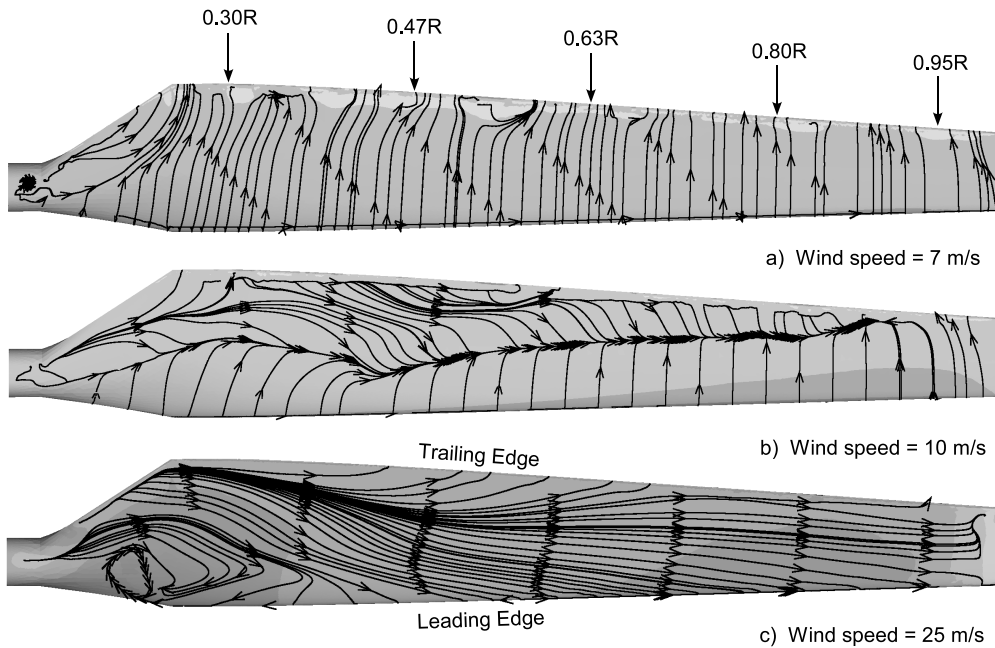 0.30R
0.47R
0.63R
0.80R
0.95R
a) Wind speed = 7 m/s
b) Wind speed = 10 m/s
Trailing Edge
Leading Edge
c) Wind speed = 25 m/s